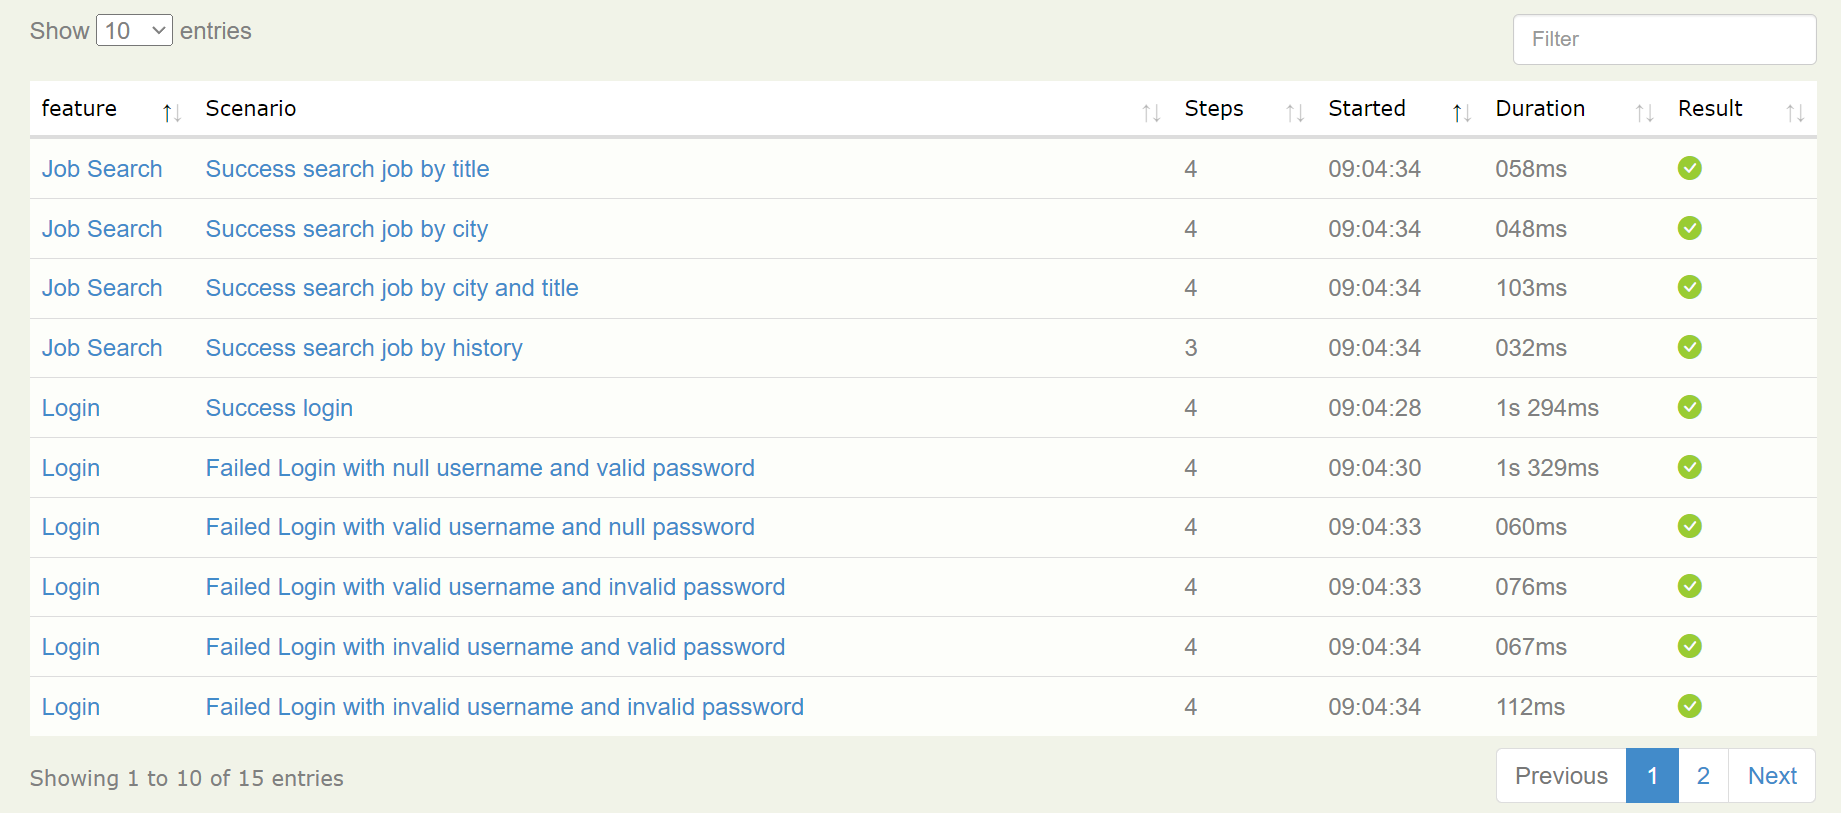 Show 10 entries
Filter
feature Scenario Steps Started Duration Result
Job Search Success search job by title 4 09:04:34 058ms
Job Search Success search job by city 4 09:04:34 048ms
Job Search Success search job by city and title 4 09:04:34 103ms
Job Search Success search job by history 3 09:04:34 032ms
Login Success login 4 09:04:28 1s 294ms
Login Failed Login with null username and valid password 4 09:04:30 1s 329ms
Login Failed Login with valid username and null password 4 09:04:33 060ms
Login Failed Login with valid username and invalid password 4 09:04:33 076ms
Login Failed Login with invalid username and valid password 4 09:04:34 067ms
Login Failed Login with invalid username and invalid password 4 09:04:34 112ms
Showing 1 to 10 of 15 entries
Previous 1 2 Next